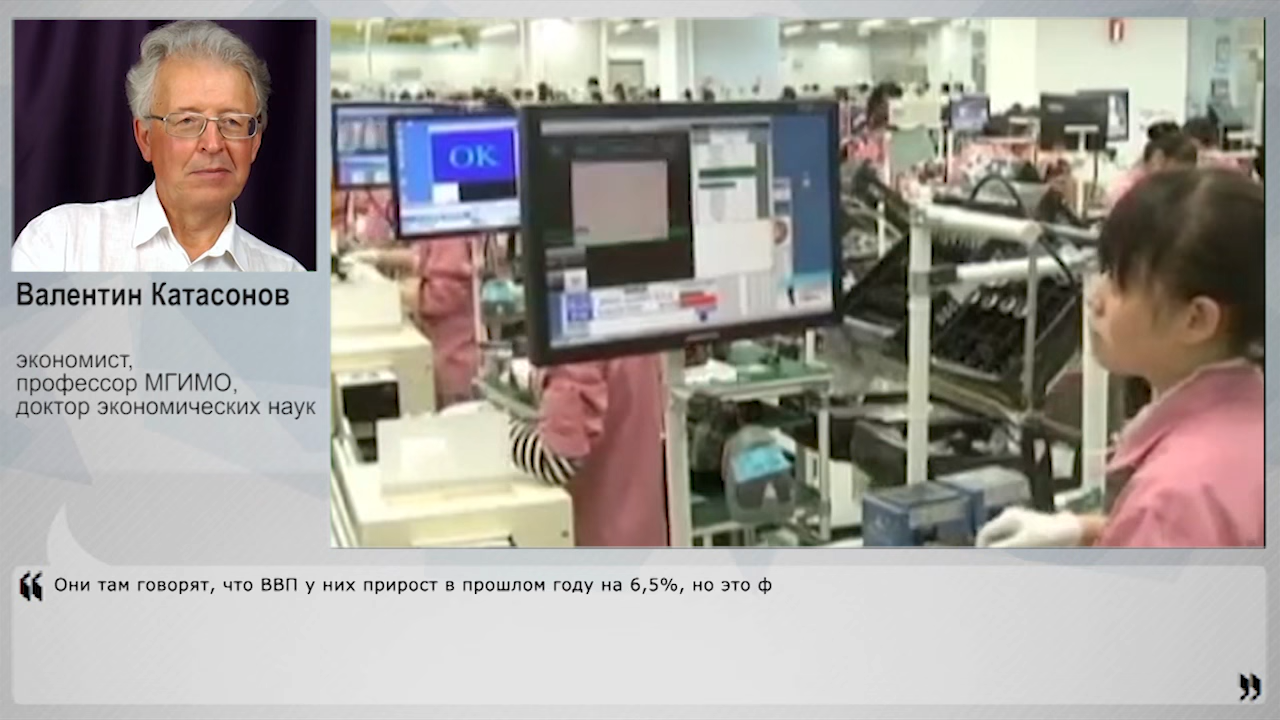 OK
Валентин Катасонов
экономист,
профессор МГИМО,
доктор экономических наук
Они там говорят, что ВВП у них прирост в прошлом году на 6,5%, но это ф